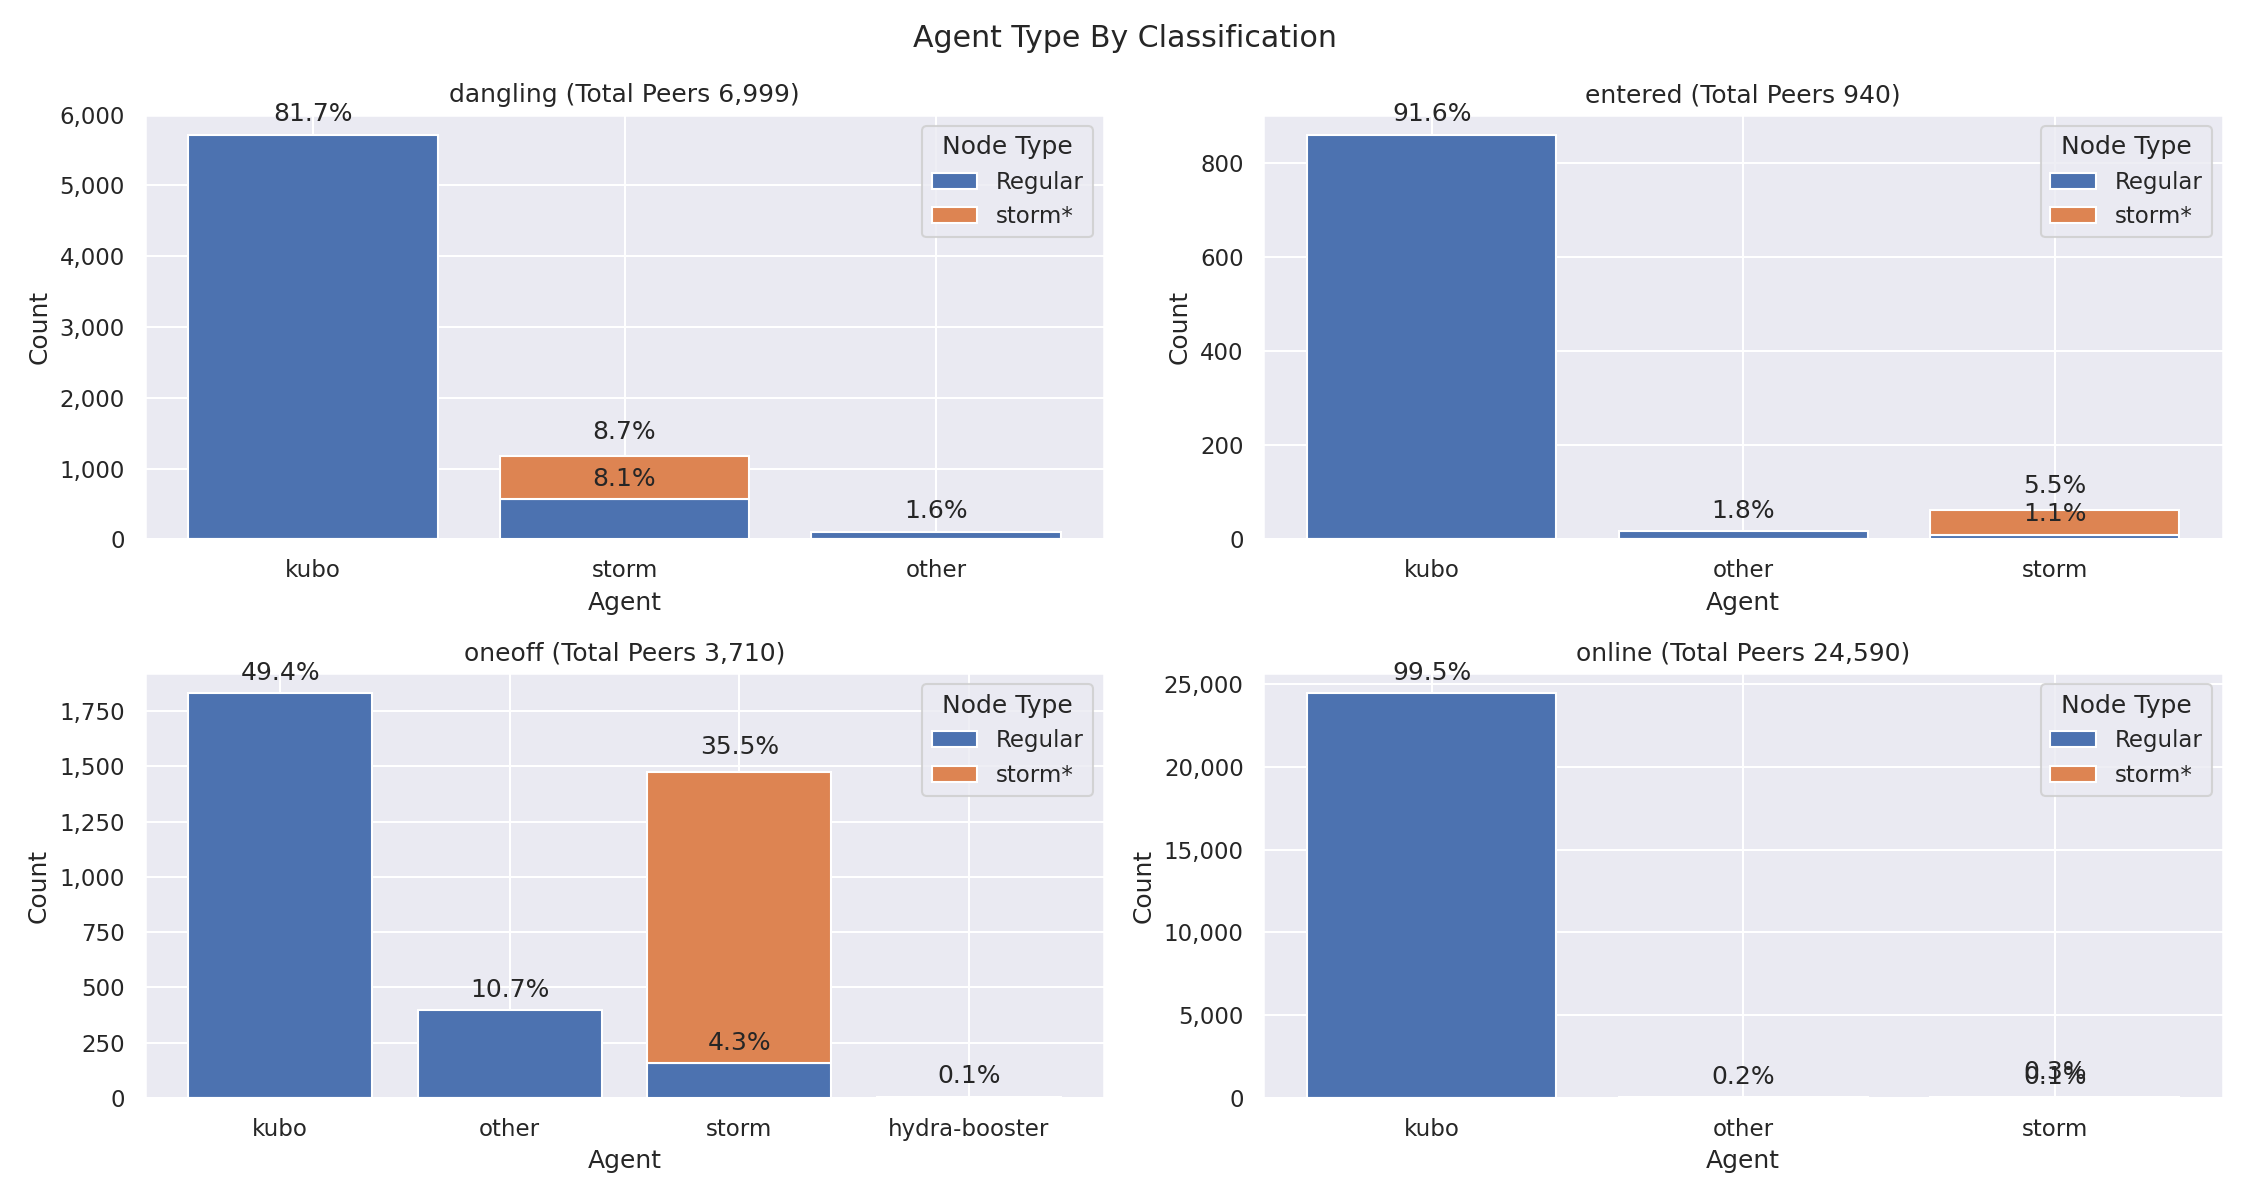 Agent Type By Classification
dangling (Total Peers 6,999)
81.7%
8.7%
8.1%
1.6%
6,000
5,000
4,000
3,000
2,000
1,000
0
Count
kubo
storm
other
Agent
Node Type
Regular
storm*
entered (Total Peers 940)
91.6%
1.8%
5.5%
1.1%
800
600
400
200
0
Count
kubo
other
storm
Agent
Node Type
Regular
storm*
oneoff (Total Peers 3,710)
49.4%
10.7%
35.5%
4.3%
0.1%
1,750
1,500
1,250
1,000
750
500
250
0
Count
kubo
other
storm
hydra-booster
Agent
Node Type
Regular
storm*
online (Total Peers 24,590)
99.5%
0.2%
0.3%
0.1%
25,000
20,000
15,000
10,000
5,000
0
Count
kubo
other
storm
Agent
Node Type
Regular
storm*